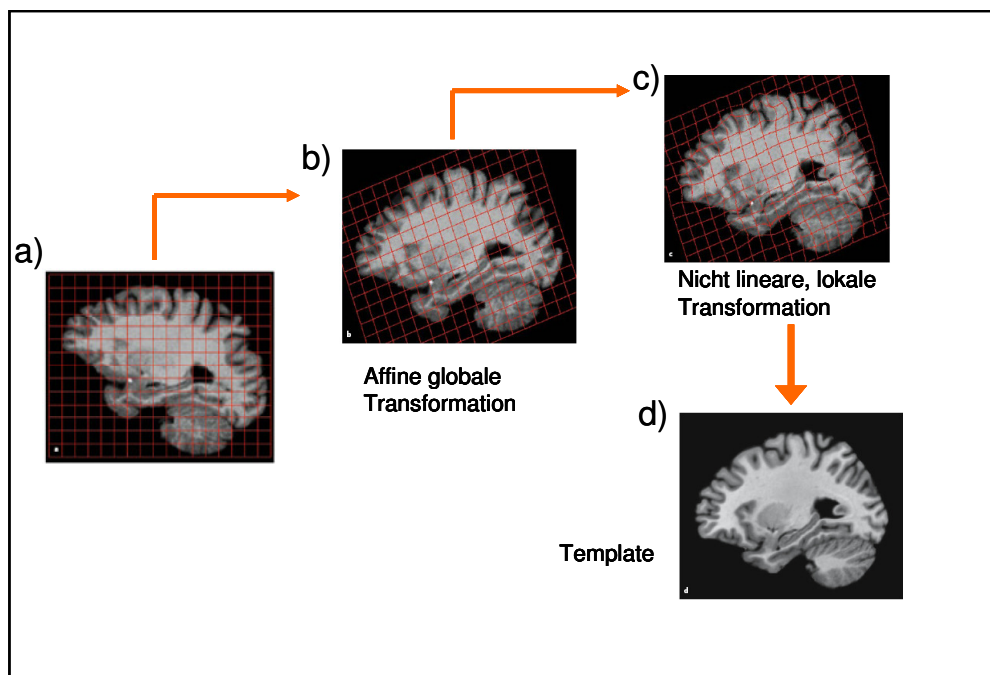 a)
a
b)
b
Affine globale
Transformation
c)
c
Nicht lineare, lokale
Transformation
d)
d
Template